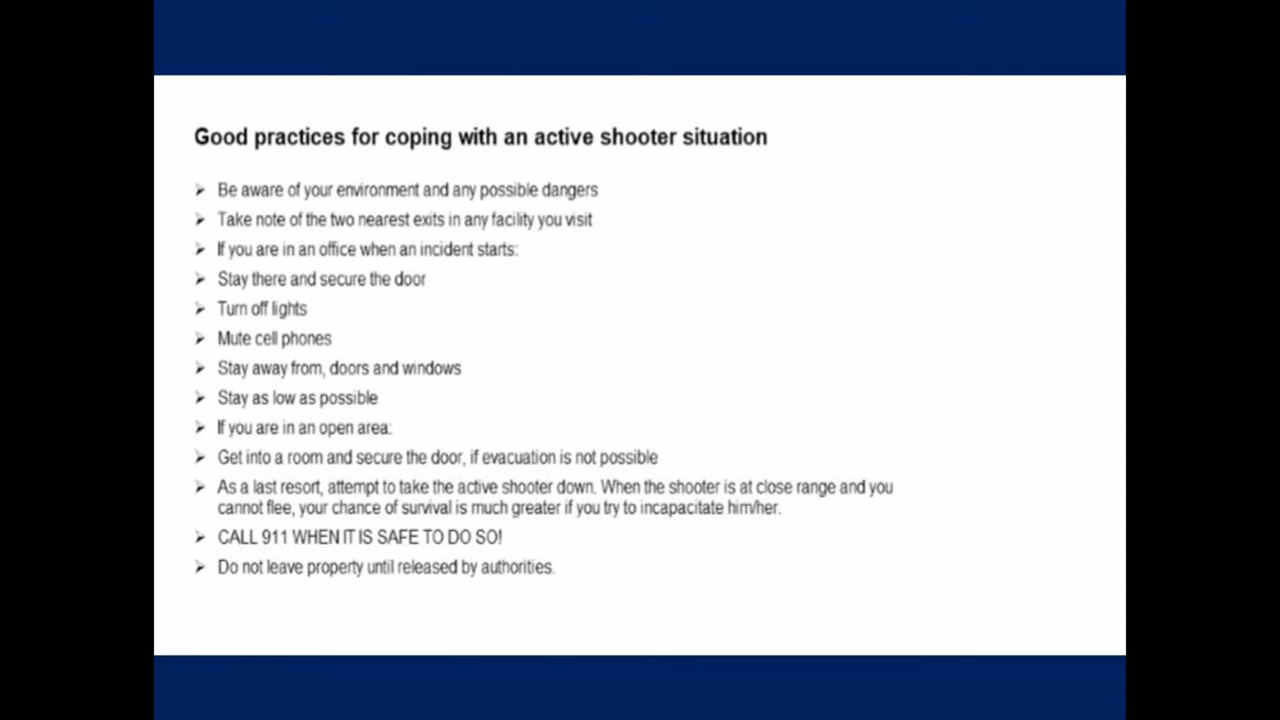 Good practices for coping with an active shooter situation
➢ Be aware of your environment and any possible dangers
➢ Take note of the two nearest exits in any facility you visit
➢ If you are in an office when an incident starts:
➢ Stay there and secure the door
➢ Turn off lights
➢ Mute cell phones
➢ Stay away from, doors and windows
➢ Stay as low as possible
➢ If you are in an open area:
➢ Get into a room and secure the door, if evacuation is not possible
➢ As a last resort, attempt to take the active shooter down. When the shooter is at close range and you
cannot flee, your chance of survival is much greater if you try to incapacitate him/her.
➢ CALL 911 WHEN IT IS SAFE TO DO SO!
➢ Do not leave property until released by authorities.